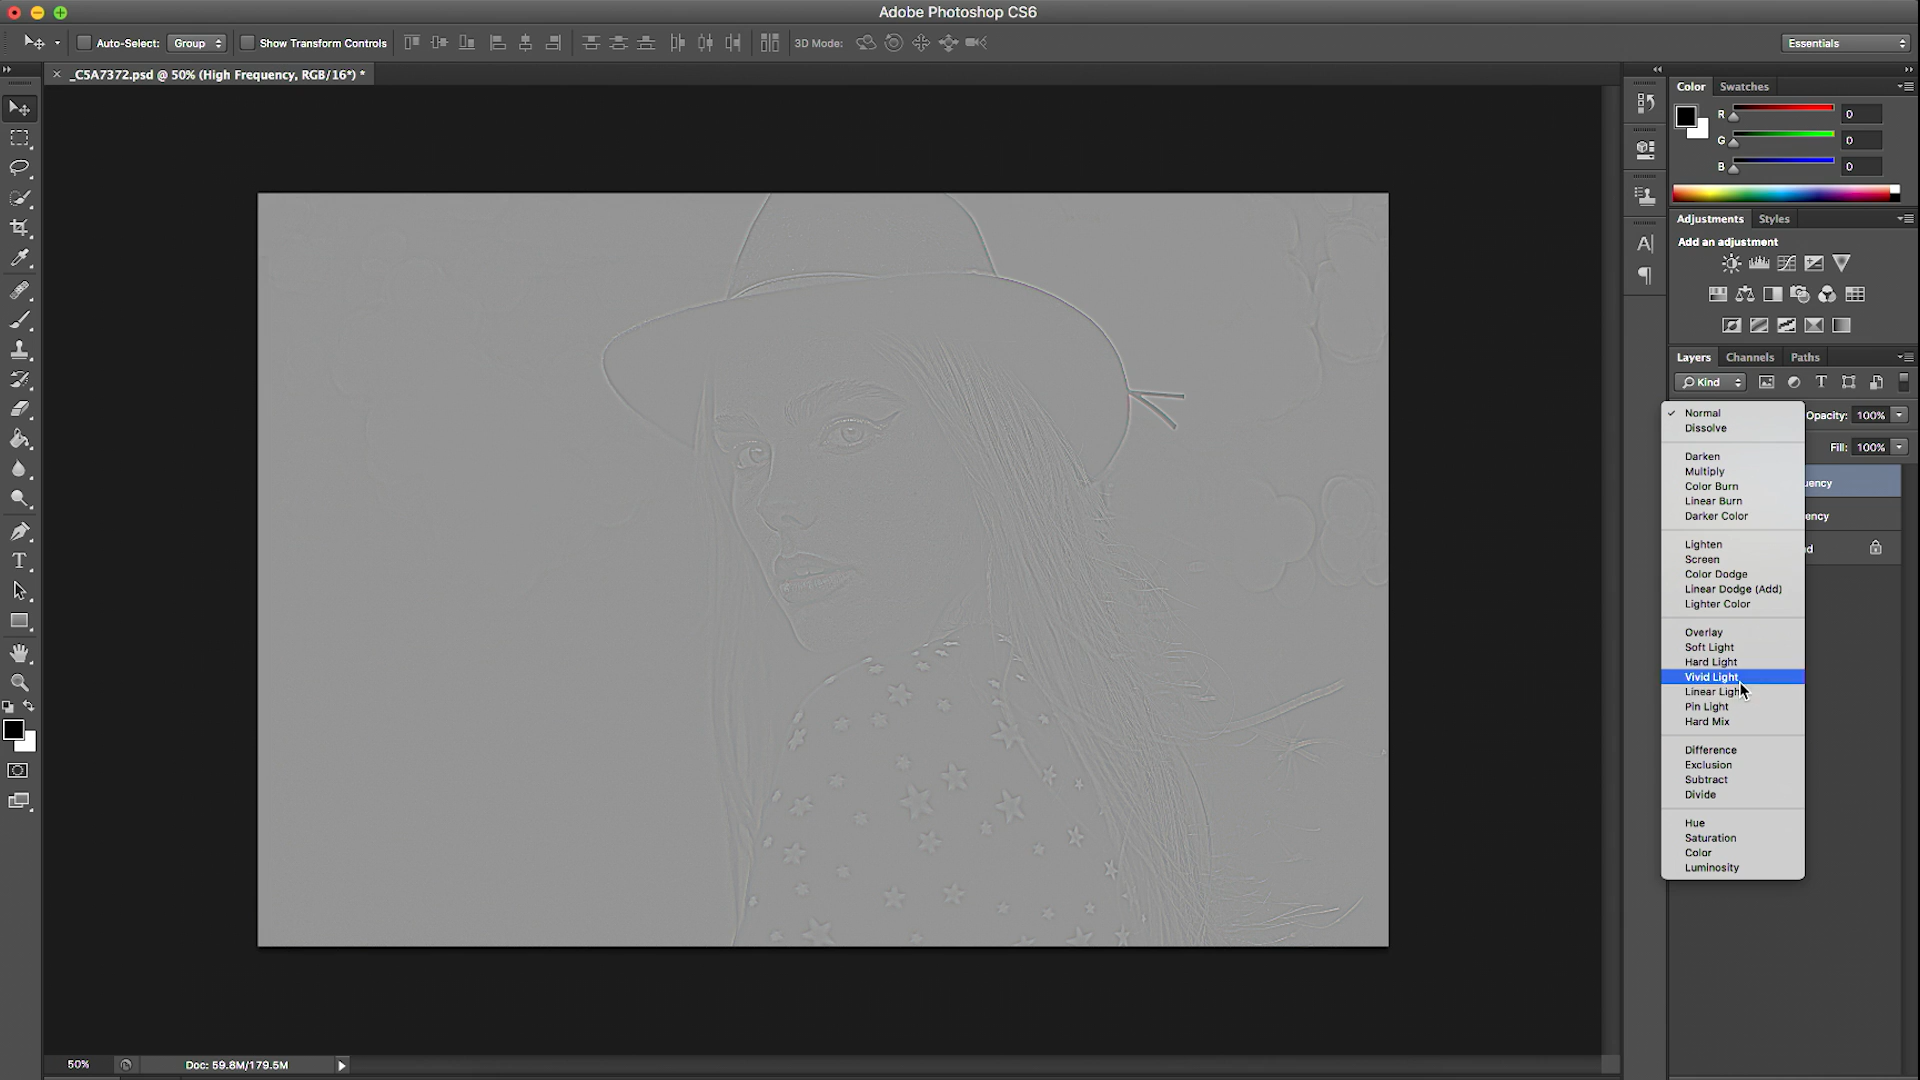 Adobe Photoshop CS6
Auto-Select: Group Show Transform Controls 3D Mode: Essentials
× _C5A7372.psd @ 50% (High Frequency, RGB/16*) *
Color Swatches
R 0
G 0
B 0
Adjustments Styles
Add an adjustment
Layers Channels Paths
Kind
Opacity: 100%
Fill: 100%
uency
ency
d
Normal
Dissolve
Darken
Multiply
Color Burn
Linear Burn
Darker Color
Lighten
Screen
Color Dodge
Linear Dodge (Add)
Lighter Color
Overlay
Soft Light
Hard Light
Vivid Light
Linear Ligh
Pin Light
Hard Mix
Difference
Exclusion
Subtract
Divide
Hue
Saturation
Color
Luminosity
50% Doc: 59.8M/179.5M